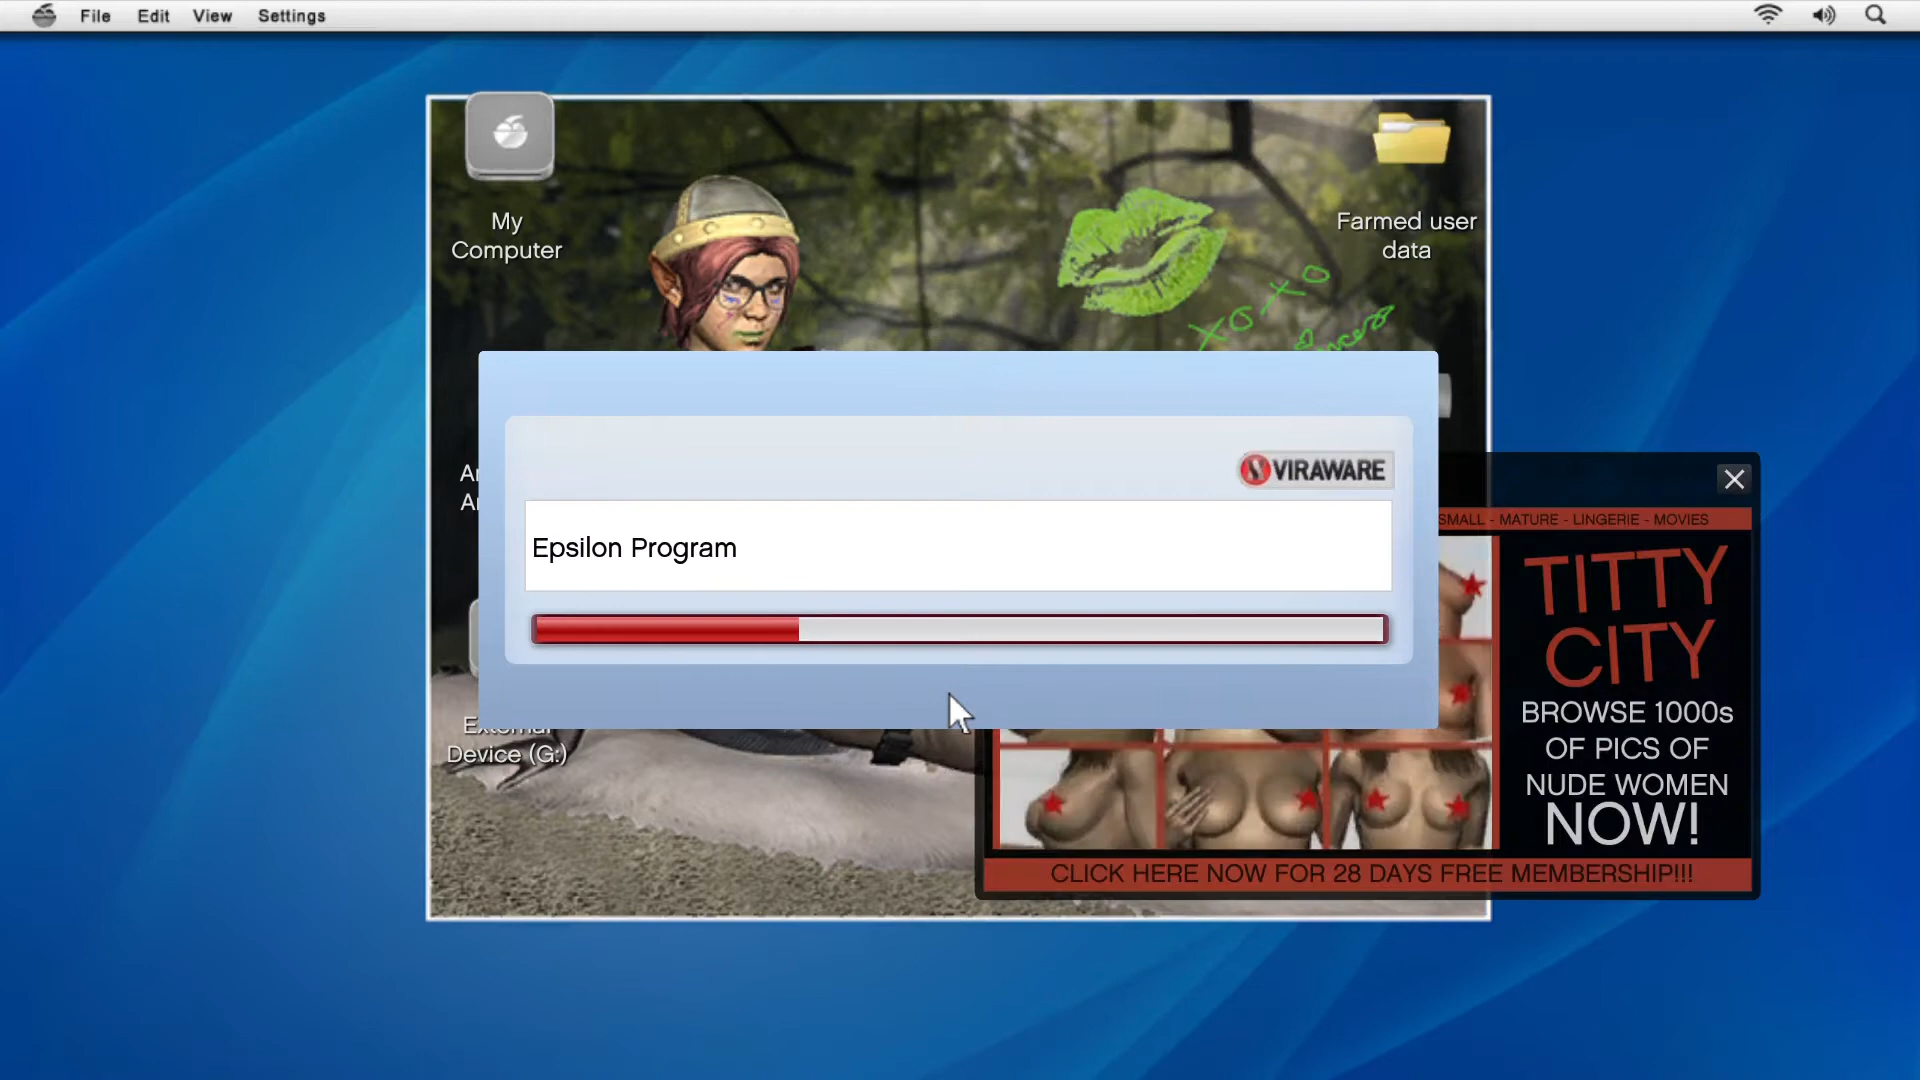 File Edit View Settings
My
Computer
Farmed user
data
XOXO
VIRAWARE
Epsilon Program
Device (G:)
SMALL - MATURE - LINGERIE - MOVIES
TITTY
CITY
BROWSE 1000s
OF PICS OF
NUDE WOMEN
NOW!
CLICK HERE NOW FOR 28 DAYS FREE MEMBERSHIP!!!